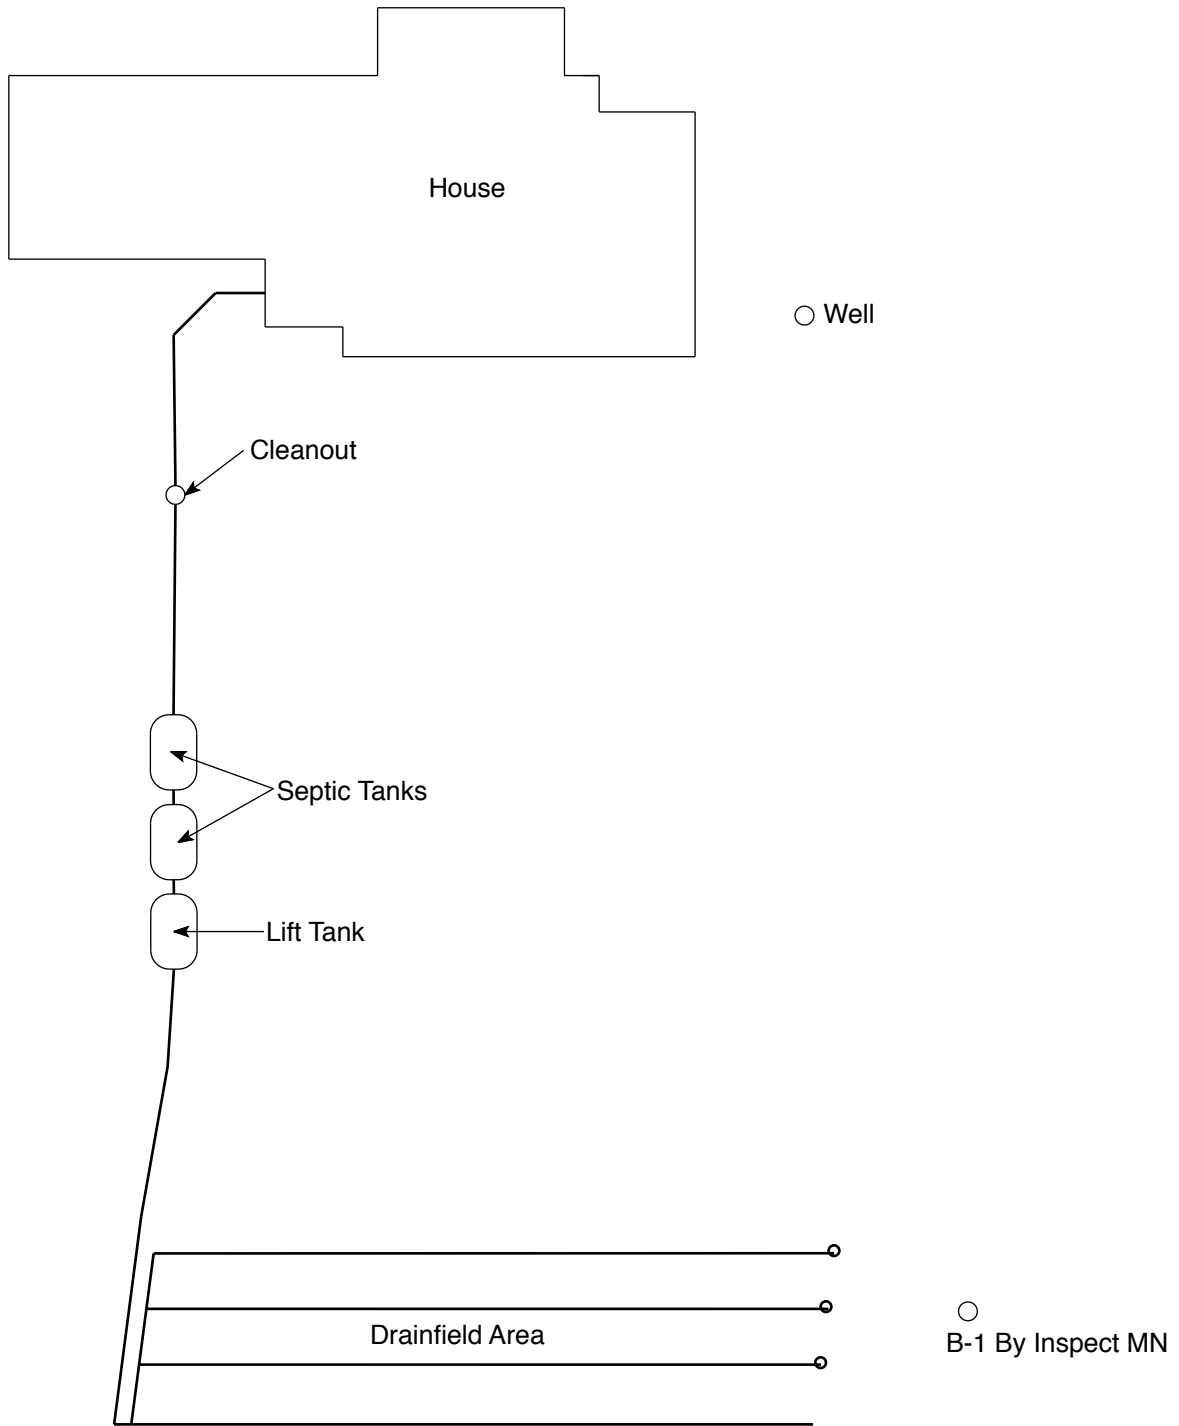 House
Well
Cleanout
Septic Tanks
Lift Tank
Drainfield Area
B-1 By Inspect MN